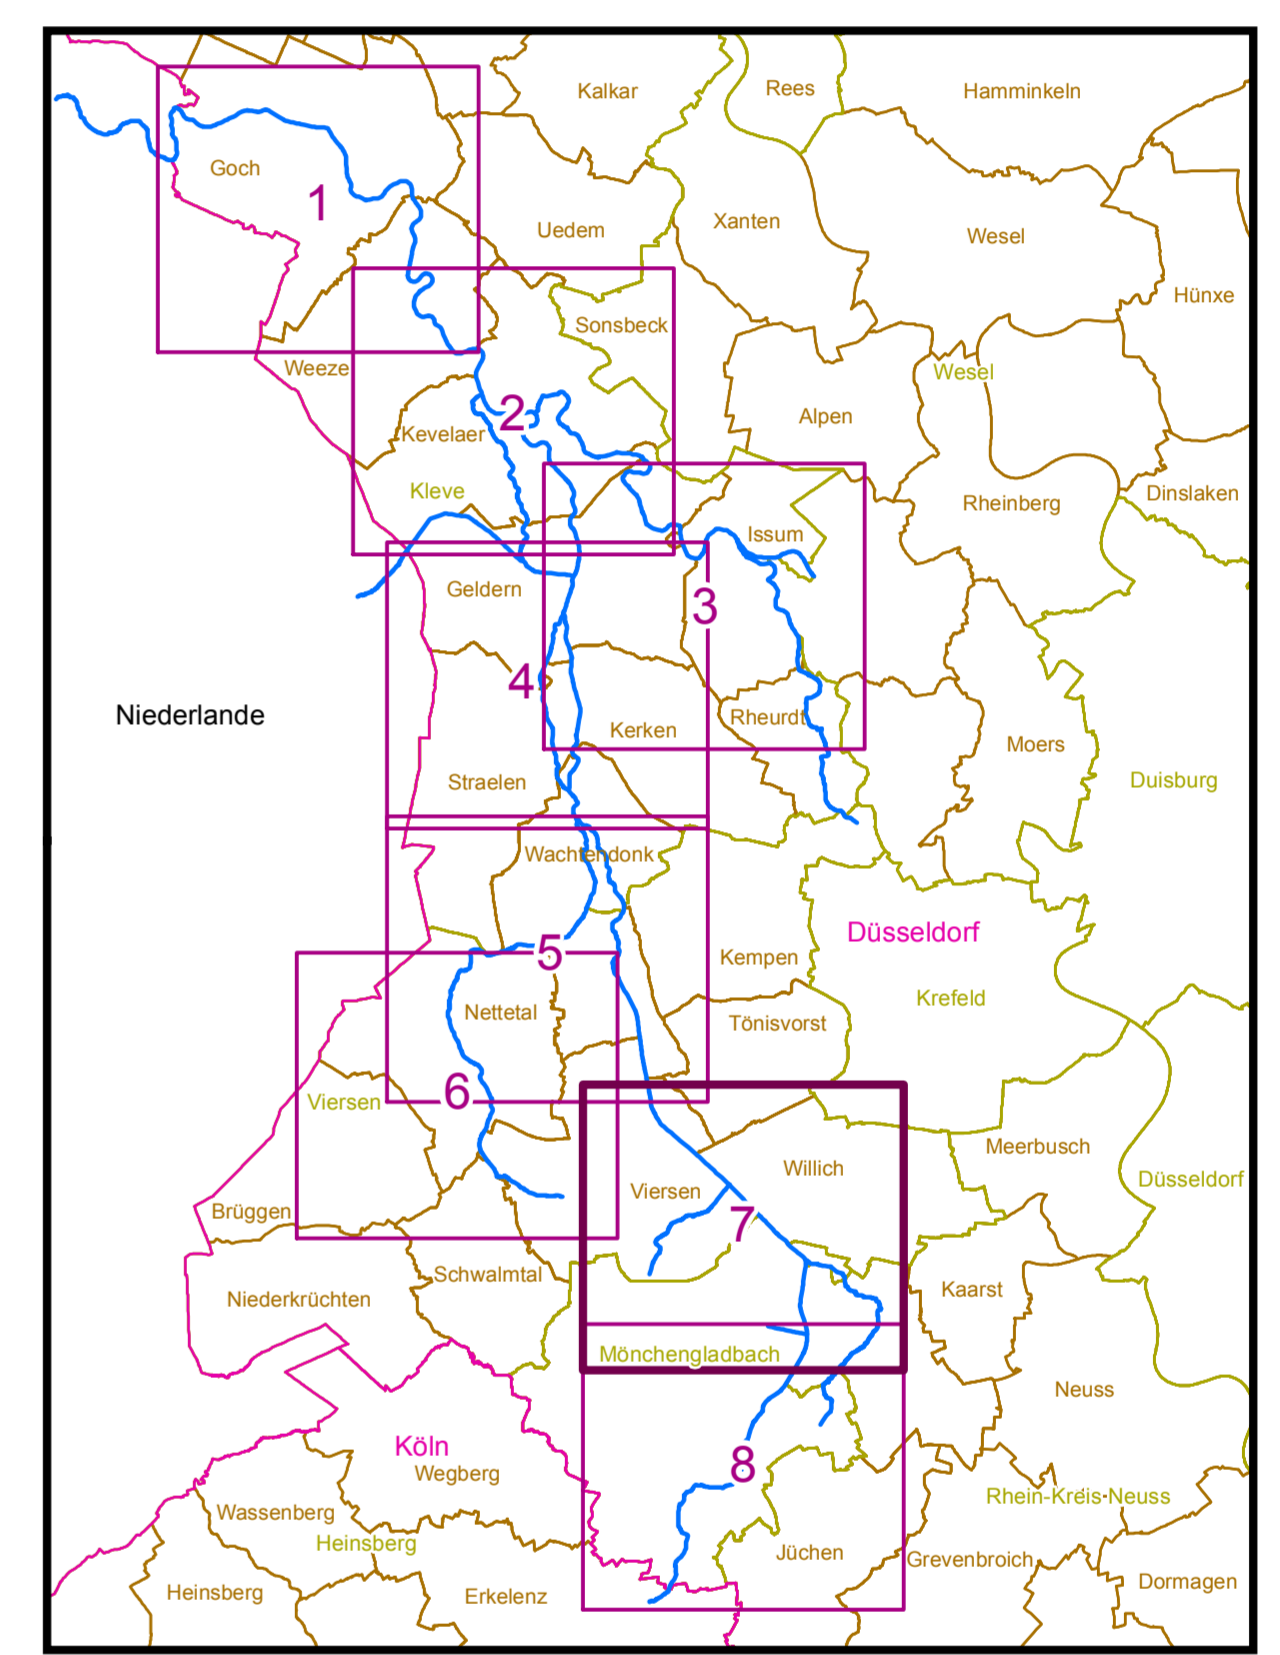 Kalkar
Rees
Hamminkeln
Goch
1
Uedem
Xanten
Wesel
Hünxe
Sonsbeck
Weeze
Wesel
2
Alpen
Kevelaer
Kleve
Rheinberg
Dinslaken
Issum
Geldern
3
4
Niederlande
Kerken
Rheurdt
Moers
Straelen
Duisburg
Wachtendonk
Düsseldorf
5
Kempen
Krefeld
Nettetal
Tönisvorst
6
Viersen
Meerbusch
Willich
Düsseldorf
Viersen
Brüggen
7
Schwalmtal
Kaarst
Niederkrüchten
Mönchengladbach
Neuss
Köln
8
Wegberg
Rhein-Kreis-Neuss
Wassenberg
Heinsberg
Jüchen
Grevenbroich
Dormagen
Heinsberg
Erkelenz